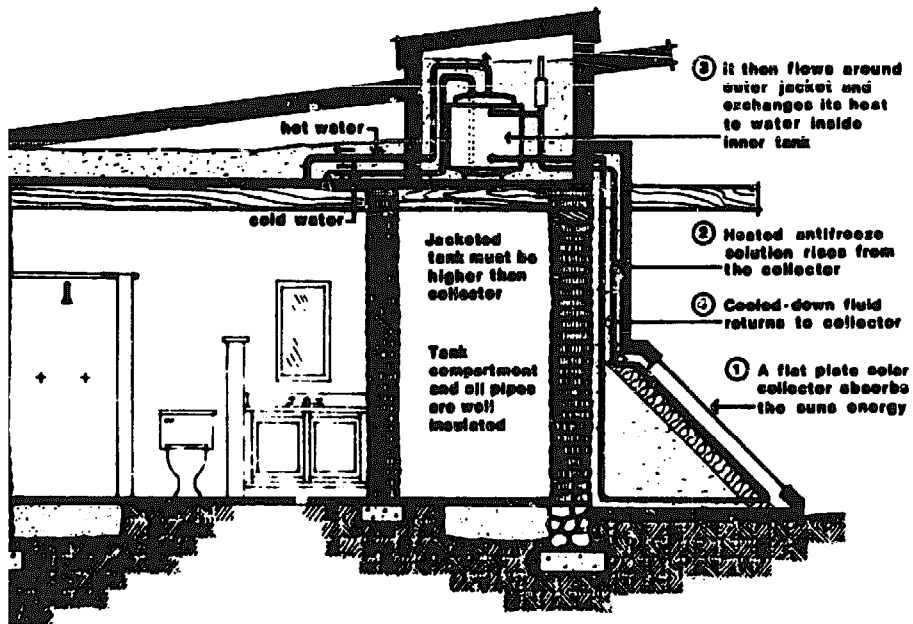 ③ it then flows around
outer jacket and
exchanges its heat
to water inside
inner tank
hot water
cold water
Jacketed
tank must be
higher than
collector
② Heated antifreeze
solution rises from
the collector
④ Cooled-down fluid
returns to collector
Tank
compartment
and all pipes
are well
insulated
① A flat plate solar
collector absorbs
the suns energy